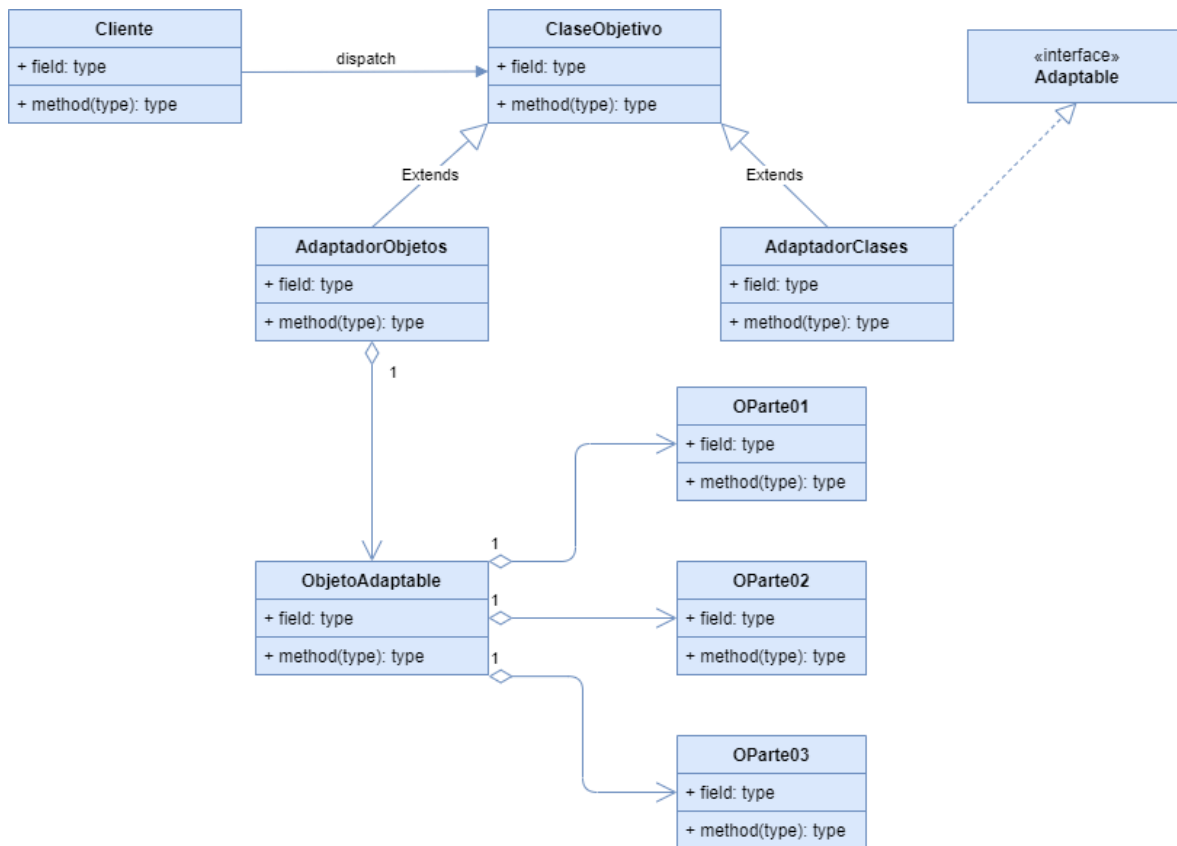 Cliente
+ field: type
+ method(type): type
dispatch
ClaseObjetivo
+ field: type
+ method(type): type
«interface»
Adaptable
Extends
Extends
AdaptadorObjetos
+ field: type
+ method(type): type
1
AdaptadorClases
+ field: type
+ method(type): type
OParte01
+ field: type
+ method(type): type
1
ObjetoAdaptable
+ field: type
+ method(type): type
1
1
OParte02
+ field: type
+ method(type): type
OParte03
+ field: type
+ method(type): type